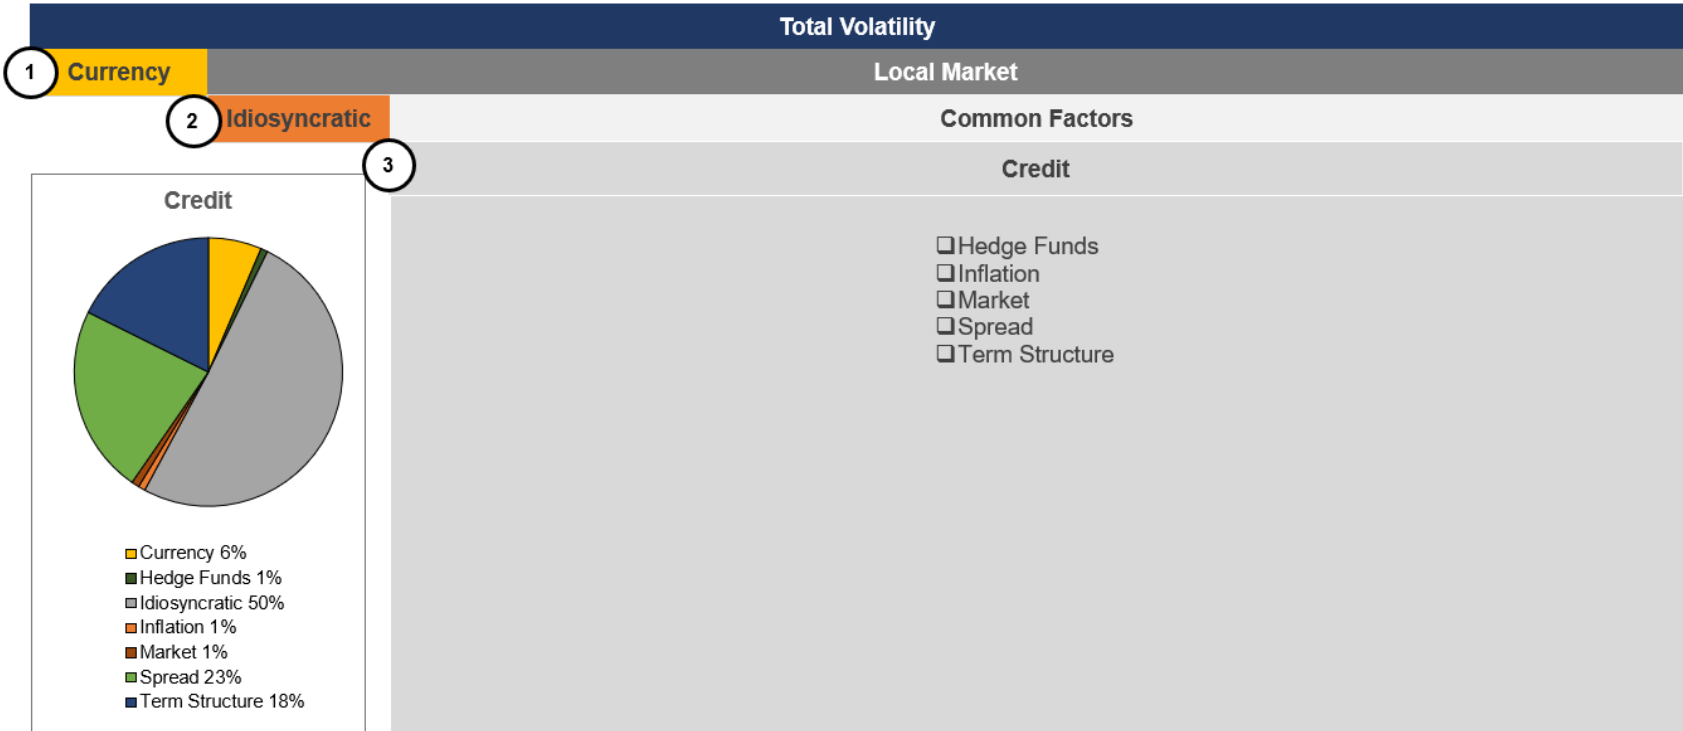 Total Volatility
1 Currency Local Market
2 Idiosyncratic Common Factors
3 Credit
Credit
❑Hedge Funds
❑Inflation
❑Market
❑Spread
❑Term Structure
Currency 6%
Hedge Funds 1%
Idiosyncratic 50%
Inflation 1%
Market 1%
Spread 23%
Term Structure 18%